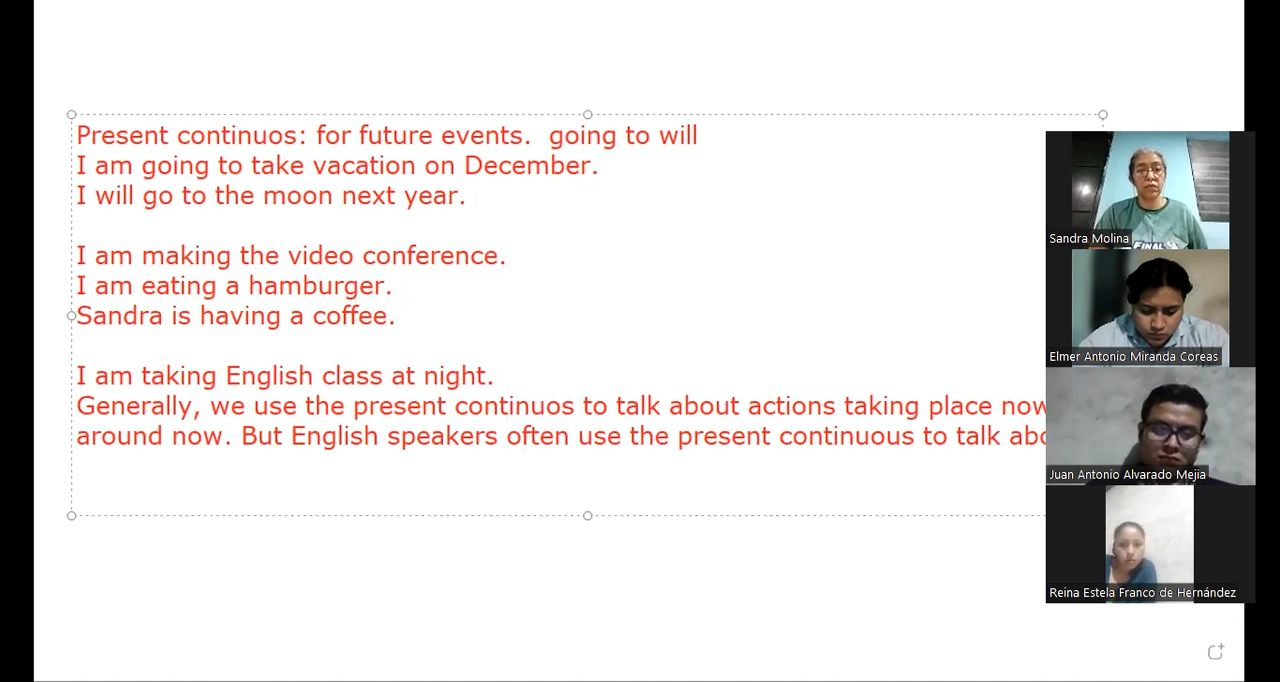 Present continuos: for future events.  going to will
I am going to take vacation on December.
I will go to the moon next year.
I am making the video conference.
I am eating a hamburger.
Sandra is having a coffee.
I am taking English class at night.
Generally, we use the present continuos to talk about actions taking place now
around now. But English speakers often use the present continuous to talk
Sandra Molina
FINAL
Elmer Antonio Miranda Coreas
Juan Antonio Alvarado Mejia
Reina Estela Franco de Hernández